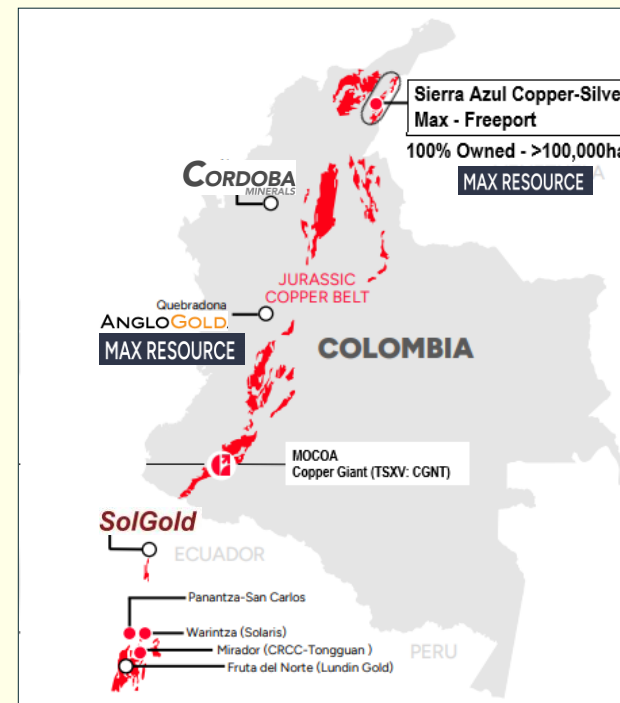 Sierra Azul Copper-Silve
Max - Freeport
100% Owned - >100,000ha
MAX RESOURCE
A
CORDOBA
MINERALS
JURASSIC
COPPER BELT
Quebradona
ANGLOGOLD
MAX RESOURCE
COLOMBIA
MOCOA
Copper Giant (TSXV: CGNT)
SolGold
ECUADOR
Panantza-San Carlos
Warintza (Solaris)
Mirador (CRCC-Tongguan )
PERU
Fruta del Norte (Lundin Gold)